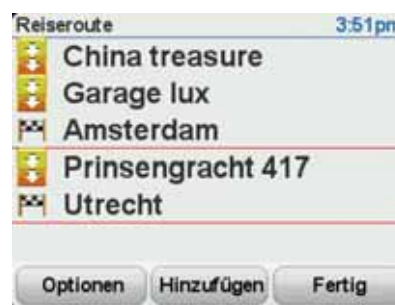 Reiseroute 3:51pm
China treasure
Garage lux
Amsterdam
Prinsengracht 417
Utrecht
Optionen Hinzufügen Fertig